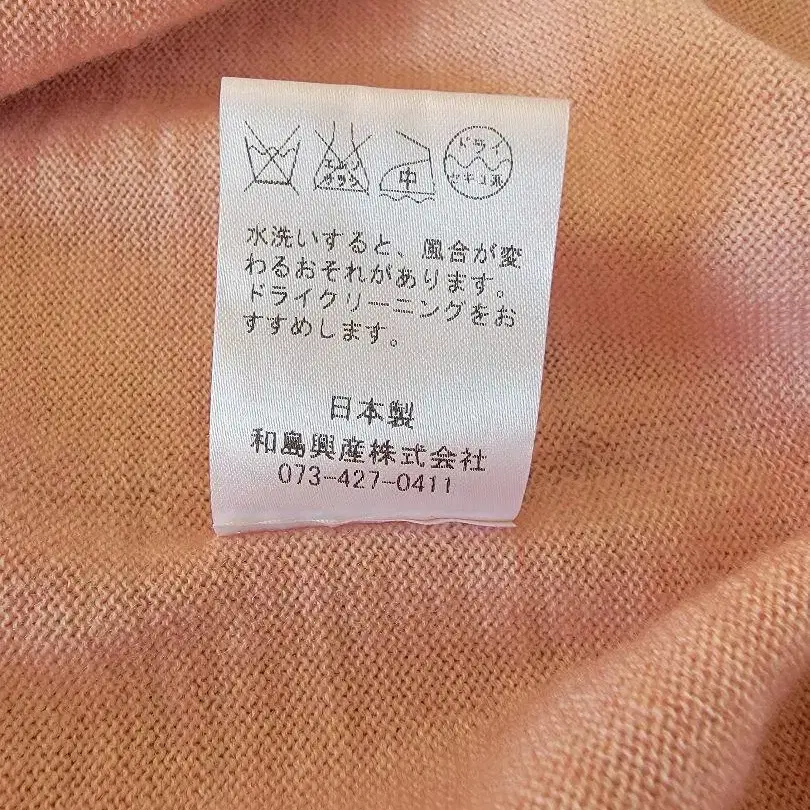 エンソ
サラシ
中
ドライ
セキユ系
水洗いすると、風合が変
わるおそれがあります。
ドライクリーニングをお
すすめします。
日本製
和島興産株式会社
073-427-0411